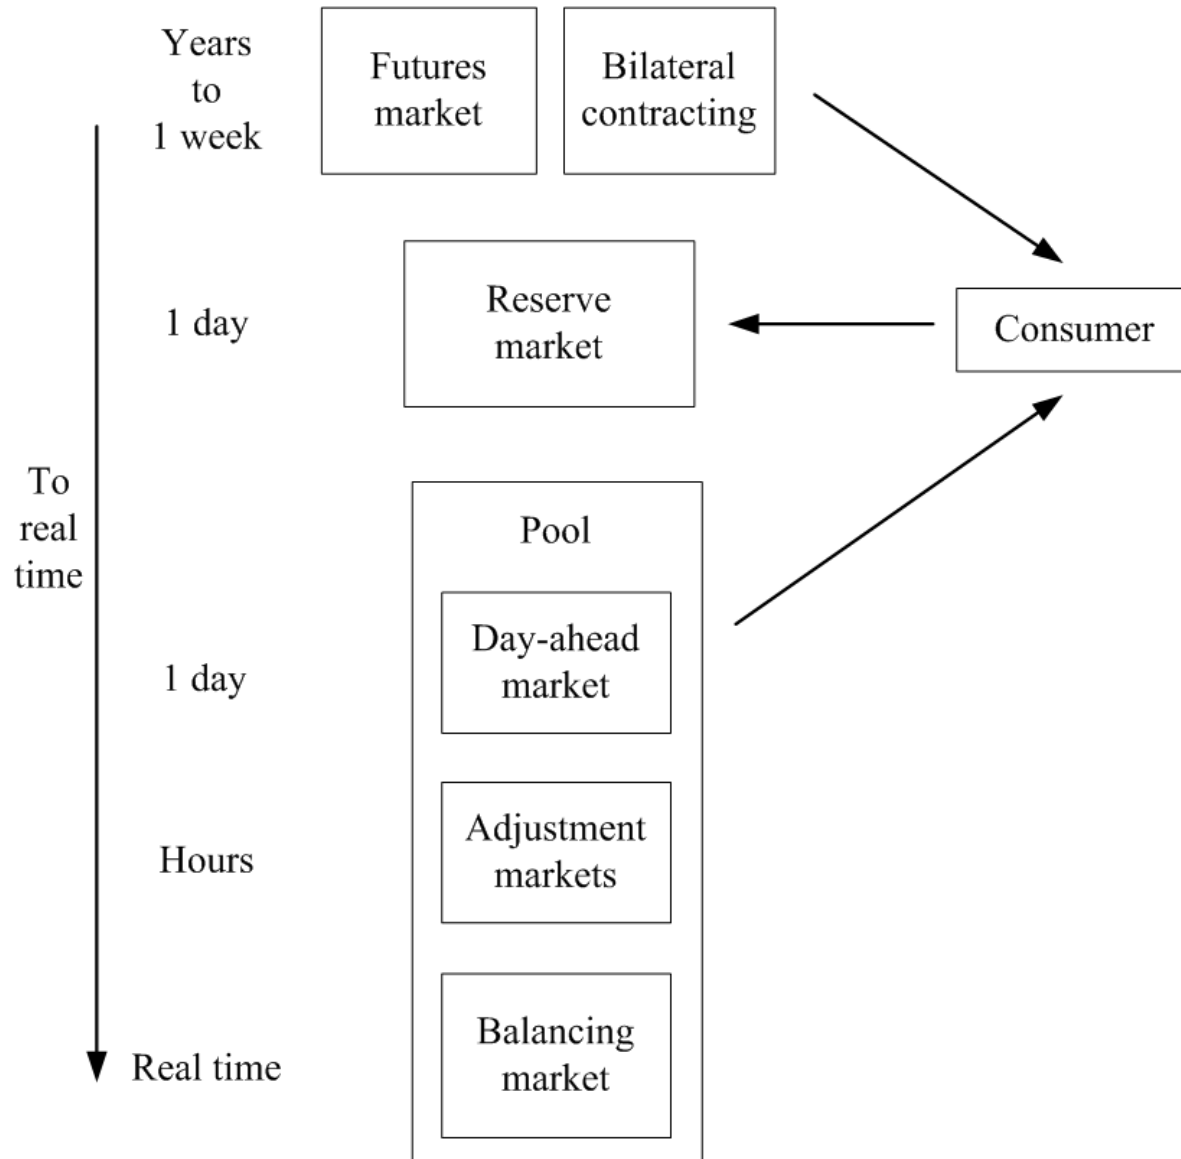 Years
to
1 week
Futures
market
Bilateral
contracting
1 day
Reserve
market
Consumer
To
real
time
Pool
1 day
Day-ahead
market
Hours
Adjustment
markets
Real time
Balancing
market